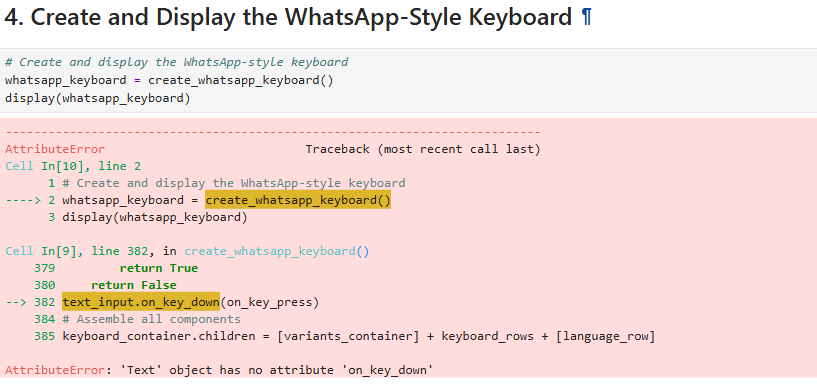 4. Create and Display the WhatsApp-Style Keyboard ¶
# Create and display the WhatsApp-style keyboard
whatsapp_keyboard = create_whatsapp_keyboard()
display(whatsapp_keyboard)
---------------------------------------------------------------------------
AttributeError                            Traceback (most recent call last)
Cell In[10], line 2
      1 # Create and display the WhatsApp-style keyboard
----> 2 whatsapp_keyboard = create_whatsapp_keyboard()
      3 display(whatsapp_keyboard)
Cell In[9], line 382, in create_whatsapp_keyboard()
    379         return True
    380     return False
--> 382 text_input.on_key_down(on_key_press)
    384 # Assemble all components
    385 keyboard_container.children = [variants_container] + keyboard_rows + [language_row]
AttributeError: 'Text' object has no attribute 'on_key_down'